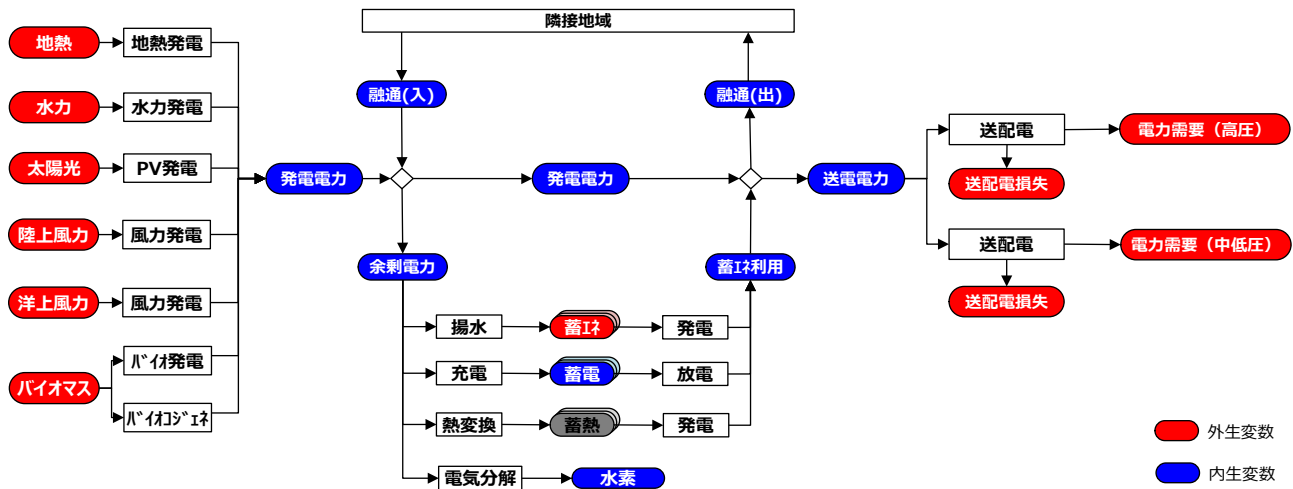 隣接地域
地熱
地熱発電
融通(入)
融通(出)
水力
水力発電
送配電
電力需要（高圧）
太陽光
PV発電
発電電力
発電電力
送電電力
送配電損失
陸上風力
風力発電
送配電
電力需要（中低圧）
余剰電力
蓄ｴﾈ利用
洋上風力
風力発電
送配電損失
揚水
蓄ｴﾈ
発電
ﾊﾞｲｵ発電
充電
蓄電
放電
バイオマス
ﾊﾞｲｵｺｼﾞｪﾈ
熱変換
蓄熱
発電
外生変数
電気分解
水素
内生変数